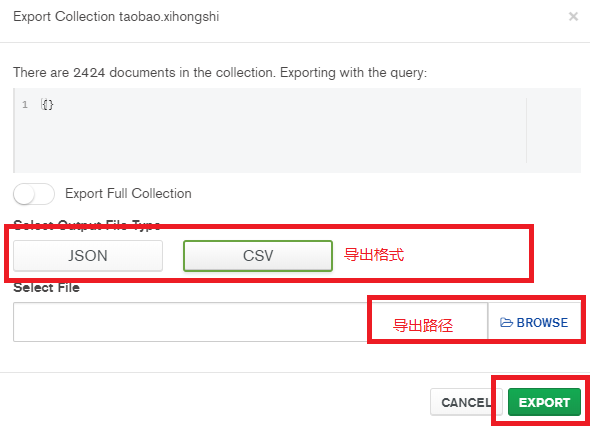 Export Collection taobao.xihongshi ×
There are 2424 documents in the collection. Exporting with the query:
1 {}
Export Full Collection
Select Output File Type
JSON CSV 导出格式
Select File
导出路径 BROWSE
CANCEL EXPORT